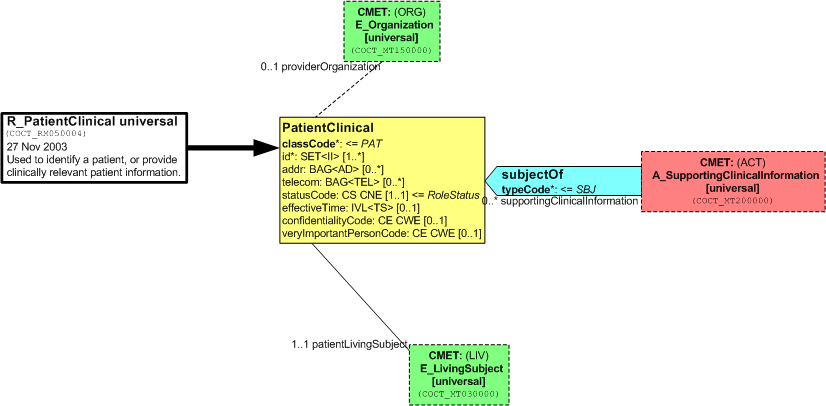 CMET: (ORG)
E_Organization
[universal]
(COCT_MT150000)
0..1 providerOrganization
R_PatientClinical universal
(COCT_RM050004)
27 Nov 2003
Used to identify a patient, or provide
clinically relevant patient information.
PatientClinical
classCode*: <= PAT
id*: SET<II> [1..*]
addr: BAG<AD> [0..*]
telecom: BAG<TEL> [0..*]
statusCode: CS CNE [1..1] <= RoleStatus
effectiveTime: IVL<TS> [0..1]
confidentialityCode: CE CWE [0..1]
veryImportantPersonCode: CE CWE [0..1]
subjectOf
typeCode*: <= SBJ
0..* supportingClinicalInformation
CMET: (ACT)
A_SupportingClinicalInformation
[universal]
(COCT_MT200000)
1..1 patientLivingSubject
CMET: (LIV)
E_LivingSubject
[universal]
(COCT_MT030000)